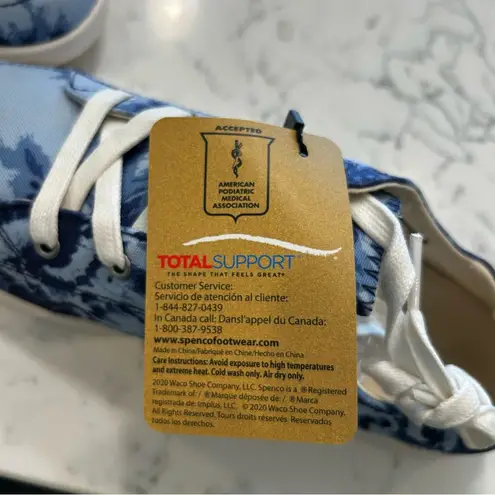 ACCEPTED
AMERICAN
PODIATRIC
MEDICAL
ASSOCIATION
TOTALSUPPORT
THE SHAPE THAT FEELS GREAT®
Customer Service:
Servicio de atención al cliente:
1-844-827-0439
In Canada call: Dansl'appel du Canada:
1-800-387-9538
www.spencofootwear.com
Made in China/Fabriqué en Chine/Hecho en China
Care Instructions: Avoid exposure to high temperatures
and extreme heat. Cold wash only. Air dry only.
2020 Waco Shoe Company, LLC. Spenco is a ® Registered
Trademark of / ® Marque déposée de: / ® Marca
registrada de: Implus, LLC. © 2020 Waco Shoe Company.
All Rights Reserved. Tours droits réservés. Reservados
todos los derechos.